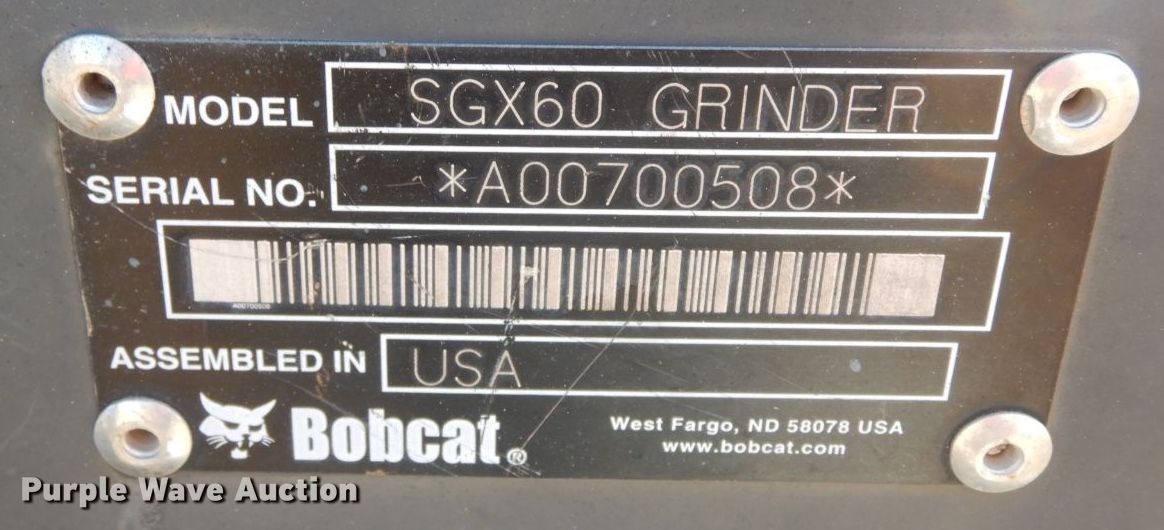 MODEL SGX60 GRINDER
SERIAL NO. *A00700508*
A00700508
ASSEMBLED IN USA
Bobcat®
West Fargo, ND 58078 USA
www.bobcat.com
Purple Wave Auction